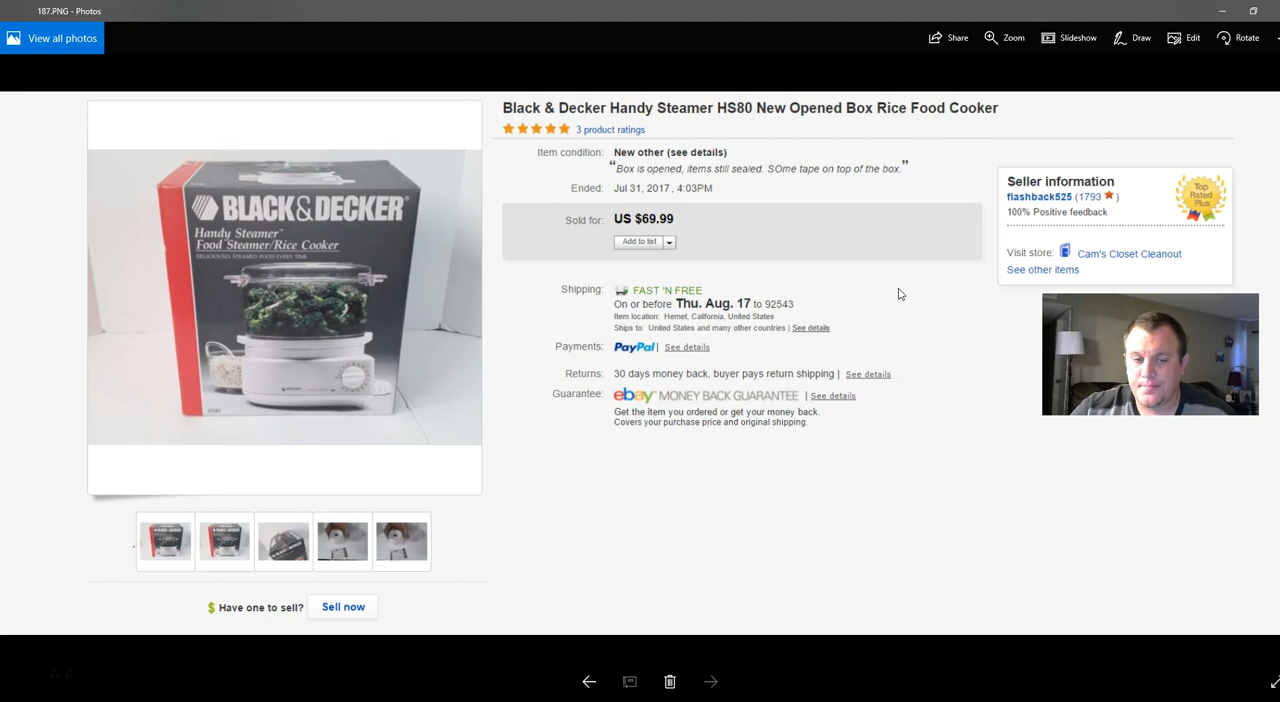 187.PNG - Photos
View all photos
Share
Zoom
Slideshow
Draw
Edit
Rotate
Black & Decker Handy Steamer HS80 New Opened Box Rice Food Cooker
3 product ratings
Item condition: New other (see details)
“Box is opened, items still sealed. SOme tape on top of the box.”
Ended: Jul 31, 2017 , 4:03PM
Sold for: US $69.99
Add to list
Shipping: FAST 'N FREE
On or before Thu. Aug. 17 to 92543
Item location: Hemet, California, United States
Ships to: United States and many other countries | See details
Payments: PayPal | See details
Returns: 30 days money back, buyer pays return shipping | See details
Guarantee: ebay MONEY BACK GUARANTEE | See details
Get the item you ordered or get your money back.
Covers your purchase price and original shipping.
Seller information
flashback525 (1793 )
100% Positive feedback
Top
Rated
Plus
Visit store: Cam's Closet Cleanout
See other items
BLACK & DECKER
Handy Steamer™
Food Steamer/Rice Cooker
DELICIOUSLY STEAMED FOOD EVERY TIME
$ Have one to sell? Sell now